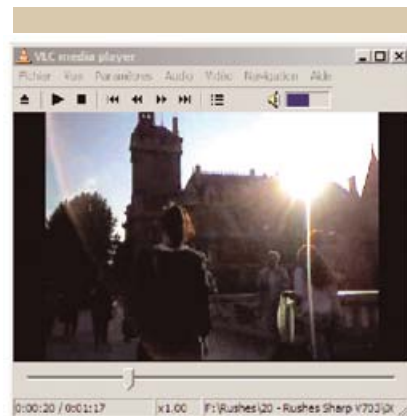 VLC media player
Fichier Vue Paramètres Audio Vidéo Navigation Aide
0:00:20 / 0:01:17 x1.00 F:\Rushes\20 - Rushes Sharp V703\